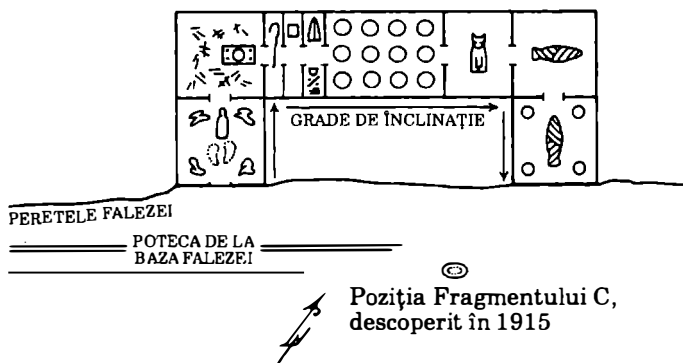 GRADE DE ÎNCLINAȚIE
PERETELE FALEZEI
POTECA DE LA
BAZA FALEZEI
Poziția Fragmentului C,
descoperit în 1915